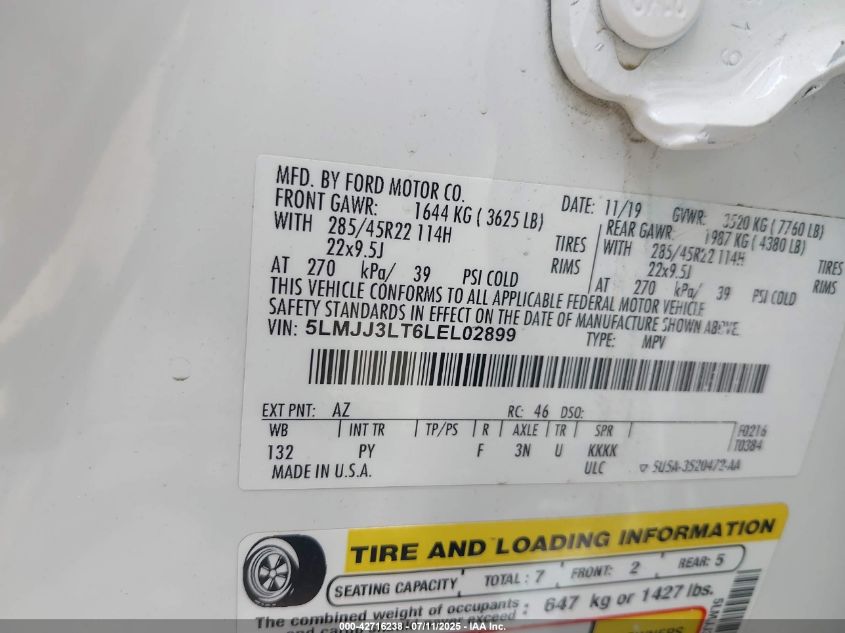 MFD. BY FORD MOTOR CO.
DATE: 11/19 GVWR: 3520 KG ( 7760 LB)
FRONT GAWR: 1644 KG ( 3625 LB)
REAR GAWR: 1987 KG ( 4380 LB)
WITH 285/45R22 114H TIRES
WITH 285/45R22 114H TIRES
22x9.5J RIMS
22x9.5J RIMS
AT 270 kPa/ 39 PSI COLD
AT 270 kPa/ 39 PSI COLD
THIS VEHICLE CONFORMS TO ALL APPLICABLE FEDERAL MOTOR VEHICLE
SAFETY STANDARDS IN EFFECT ON THE DATE OF MANUFACTURE SHOWN ABOVE.
VIN: 5LMJJ3LT6LEL02899
TYPE: MPV
EXT PNT: AZ RC: 46 DSO:
WB INT TR TP/PS R AXLE TR SPR F0216
132 PY F 3N U KKKK T0384
MADE IN U.S.A. ULC 5U5A-3520472-AA
TIRE AND LOADING INFORMATION
SEATING CAPACITY TOTAL: 7 FRONT: 2 REAR: 5
The combined weight of occupants 647 kg or 1427 lbs.
000-42716238 - 07/11/2025 - IAA Inc.